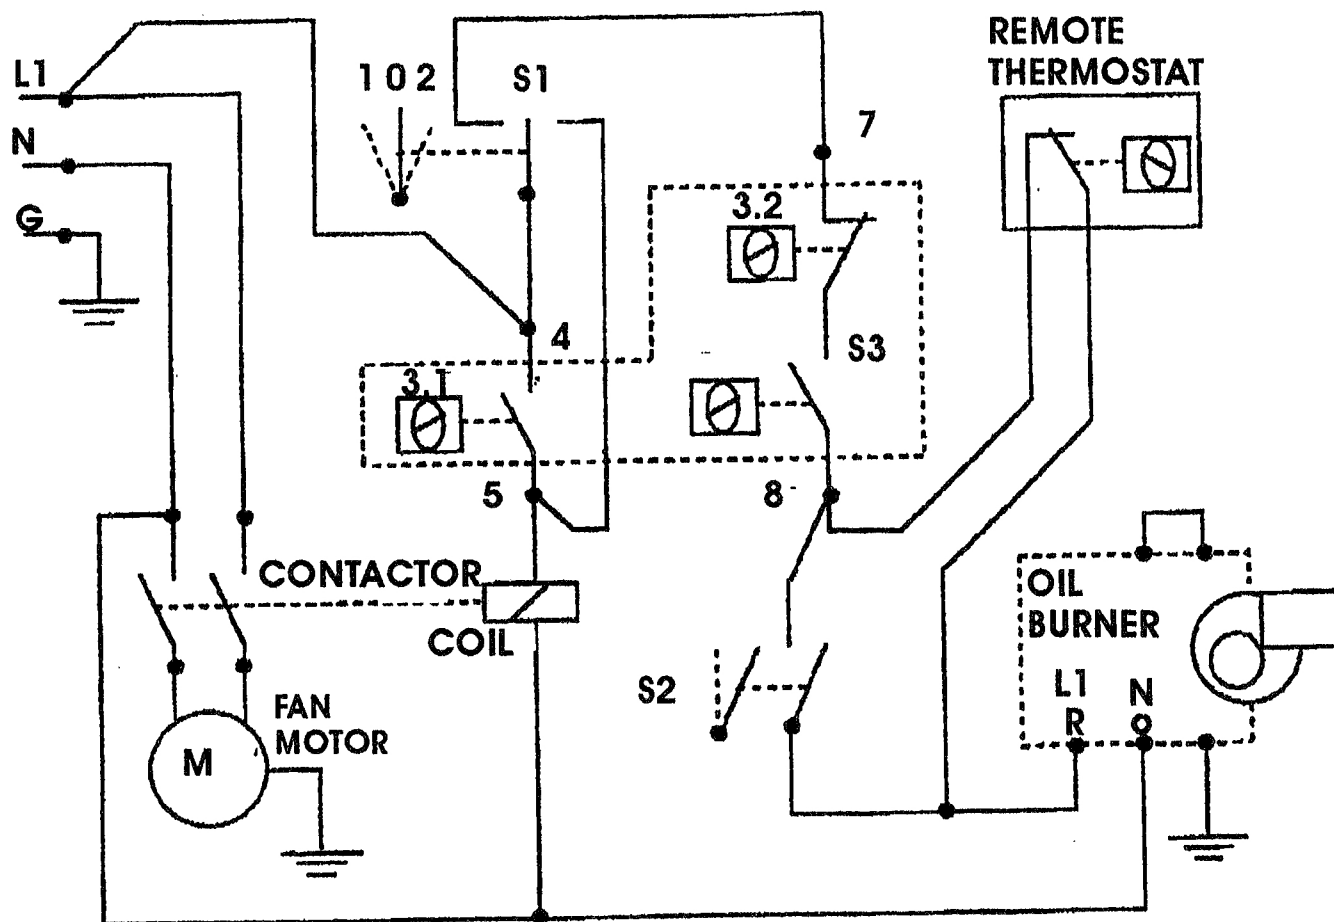 REMOTE
THERMOSTAT
L1
1 0 2
S1
7
N
G
3.2
4
S3
3.1
5
8
CONTACTOR
COIL
OIL
BURNER
S2
L1
N
R
O
FAN
MOTOR
M